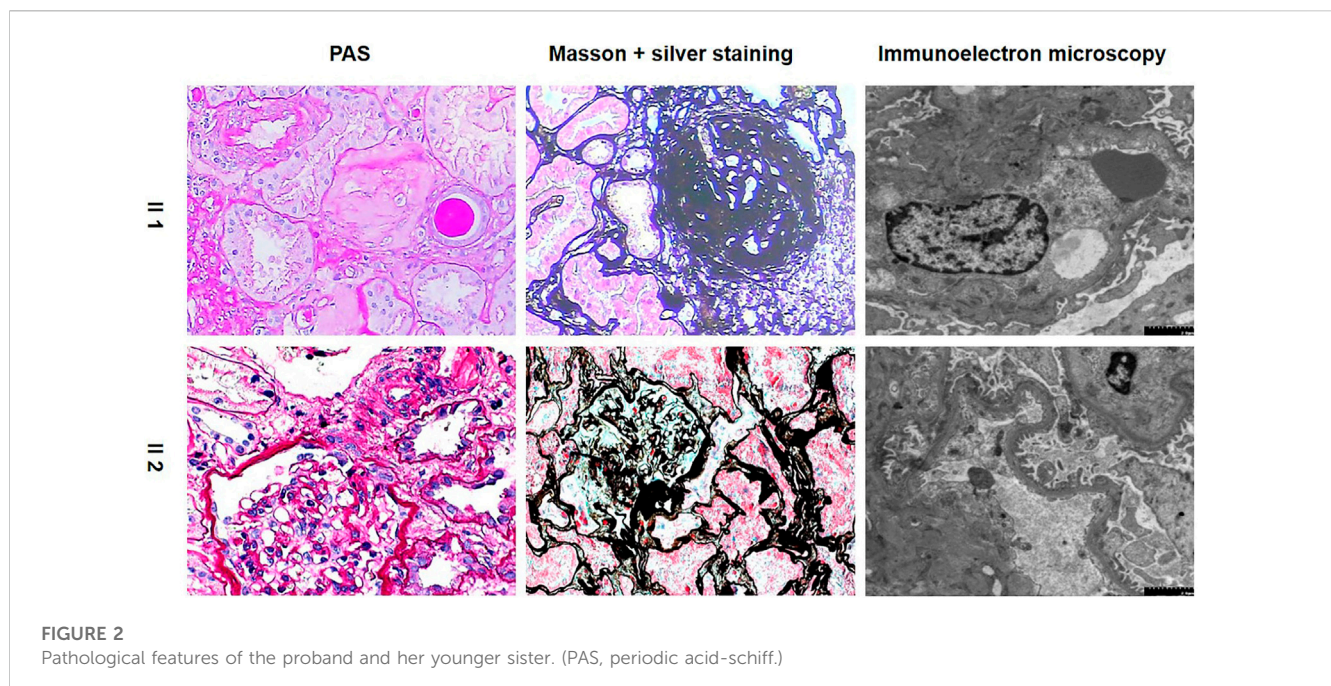 PAS
Masson + silver staining
Immunoelectron microscopy
II 1
II 2
FIGURE 2
Pathological features of the proband and her younger sister. (PAS, periodic acid-schiff.)